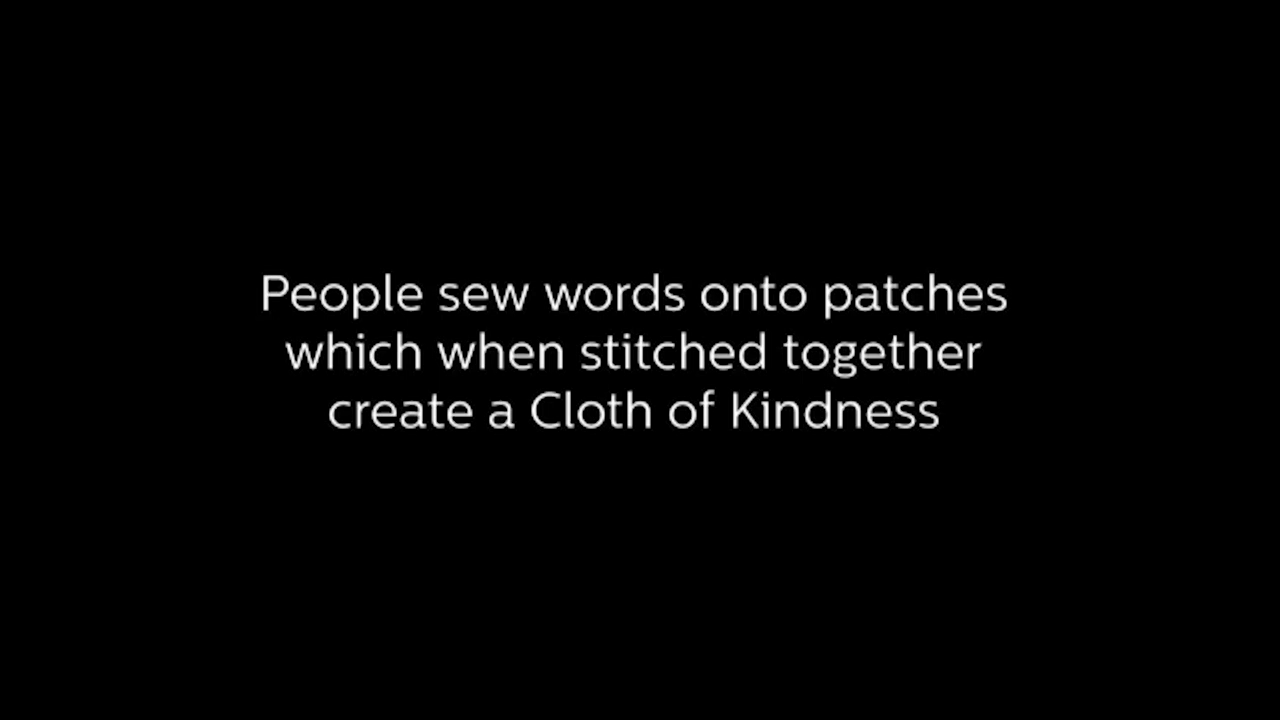 People sew words onto patches
which when stitched together
create a Cloth of Kindness